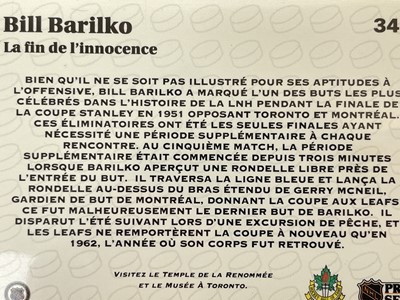 Bill Barilko 34
La fin de l'innocence
BIEN QU'IL NE SE SOIT PAS ILLUSTRÉ POUR SES APTITUDES À
L'OFFENSIVE, BILL BARILKO A MARQUÉ L'UN DES BUTS LES PLUS
CÉLÉBRÉS DANS L'HISTOIRE DE LA LNH PENDANT LA FINALE DE
LA COUPE STANLEY EN 1951 OPPOSANT TORONTO ET MONTRÉAL.
CES ÉLIMINATOIRES ONT ÉTÉ LES SEULES FINALES AYANT
NÉCESSITÉ UNE PÉRIODE SUPPLÉMENTAIRE À CHAQUE
RENCONTRE. AU CINQUIÈME MATCH, LA PÉRIODE
SUPPLÉMENTAIRE ÉTAIT COMMENCÉE DEPUIS TROIS MINUTES
LORSQUE BARILKO APERÇUT UNE RONDELLE LIBRE PRÈS DE
L'ENTRÉE DU BUT. IL TRAVERSA LA LIGNE BLEUE ET LANÇA LA
RONDELLE AU-DESSUS DU BRAS ÉTENDU DE GERRY MCNEIL,
GARDIEN DE BUT DE MONTRÉAL, DONNANT LA COUPE AUX LEAFS.
CE FUT MALHEUREUSEMENT LE DERNIER BUT DE BARILKO. IL
DISPARUT L'ÉTÉ SUIVANT LORS D'UNE EXCURSION DE PÊCHE, ET
LES LEAFS NE REMPORTÈRENT LA COUPE À NOUVEAU QU'EN
1962, L'ANNÉE OÙ SON CORPS FUT RETROUVÉ.
VISITEZ LE TEMPLE DE LA RENOMMÉE
ET LE MUSÉE À TORONTO.